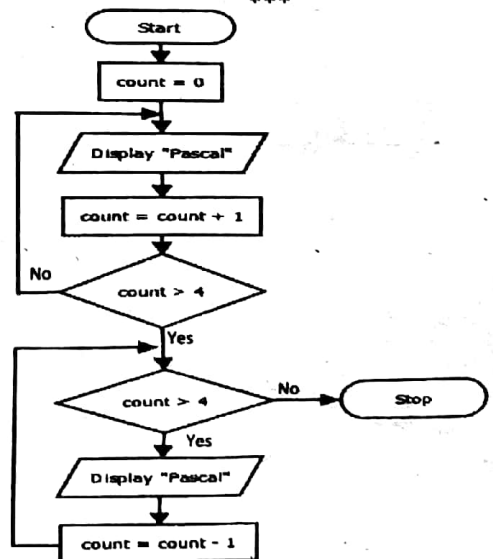 ***
Start
count = 0
Display "Pascal"
count = count + 1
No
count > 4
Yes
count > 4
No
Stop
Yes
Display "Pascal"
count = count - 1